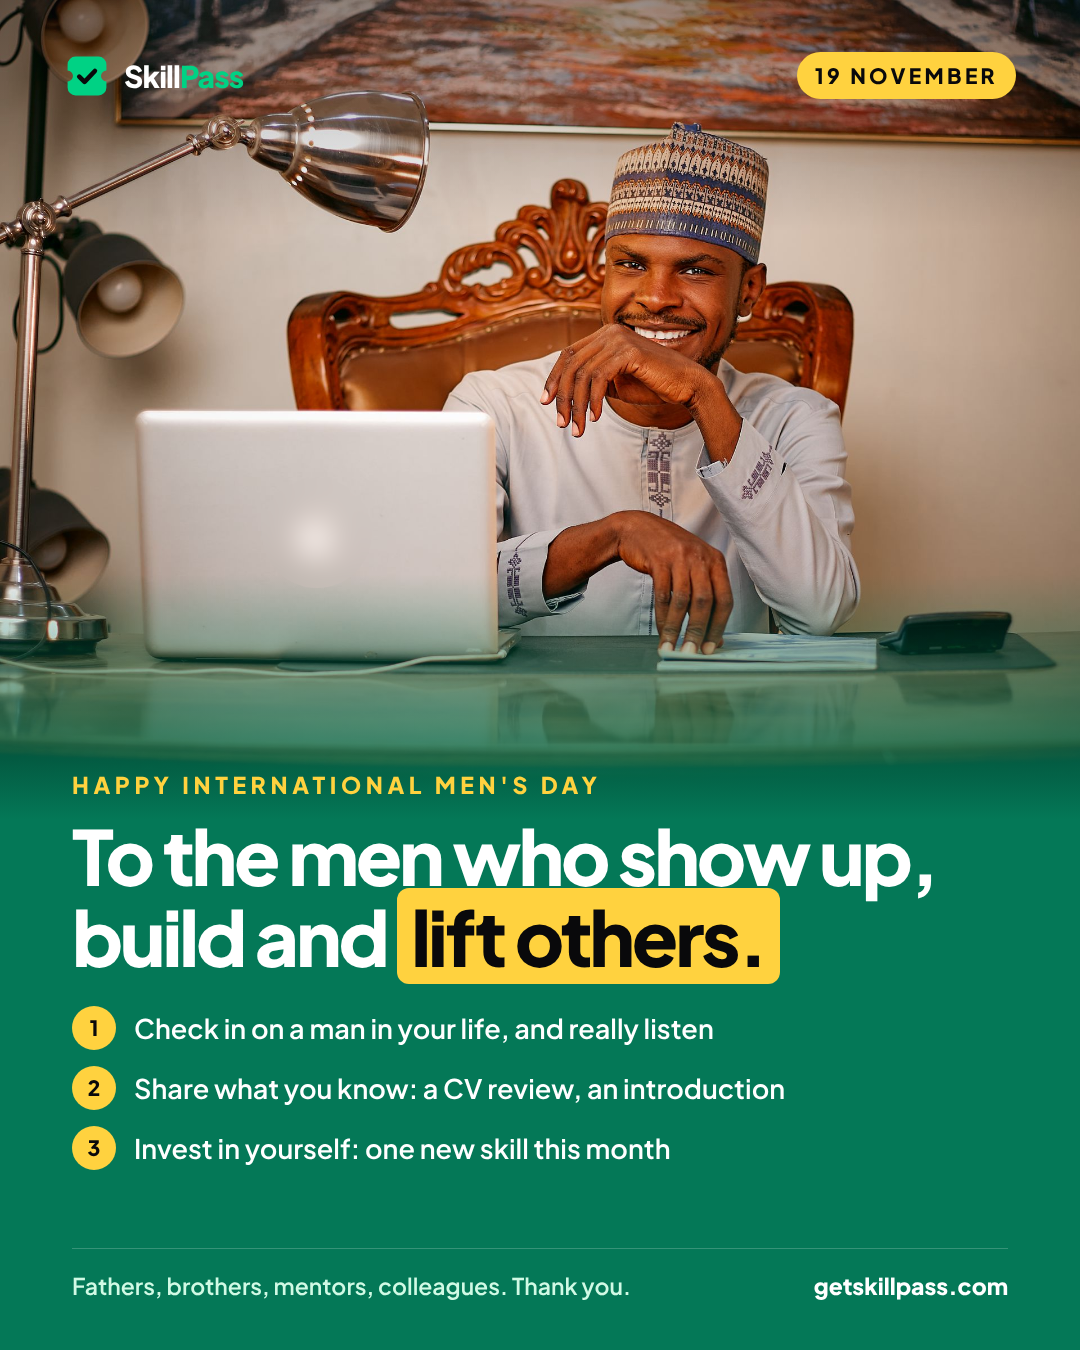 SkillPass
19 NOVEMBER
HAPPY INTERNATIONAL MEN'S DAY
To the men who show up,
build and lift others.
1 Check in on a man in your life, and really listen
2 Share what you know: a CV review, an introduction
3 Invest in yourself: one new skill this month
Fathers, brothers, mentors, colleagues. Thank you.
getskillpass.com